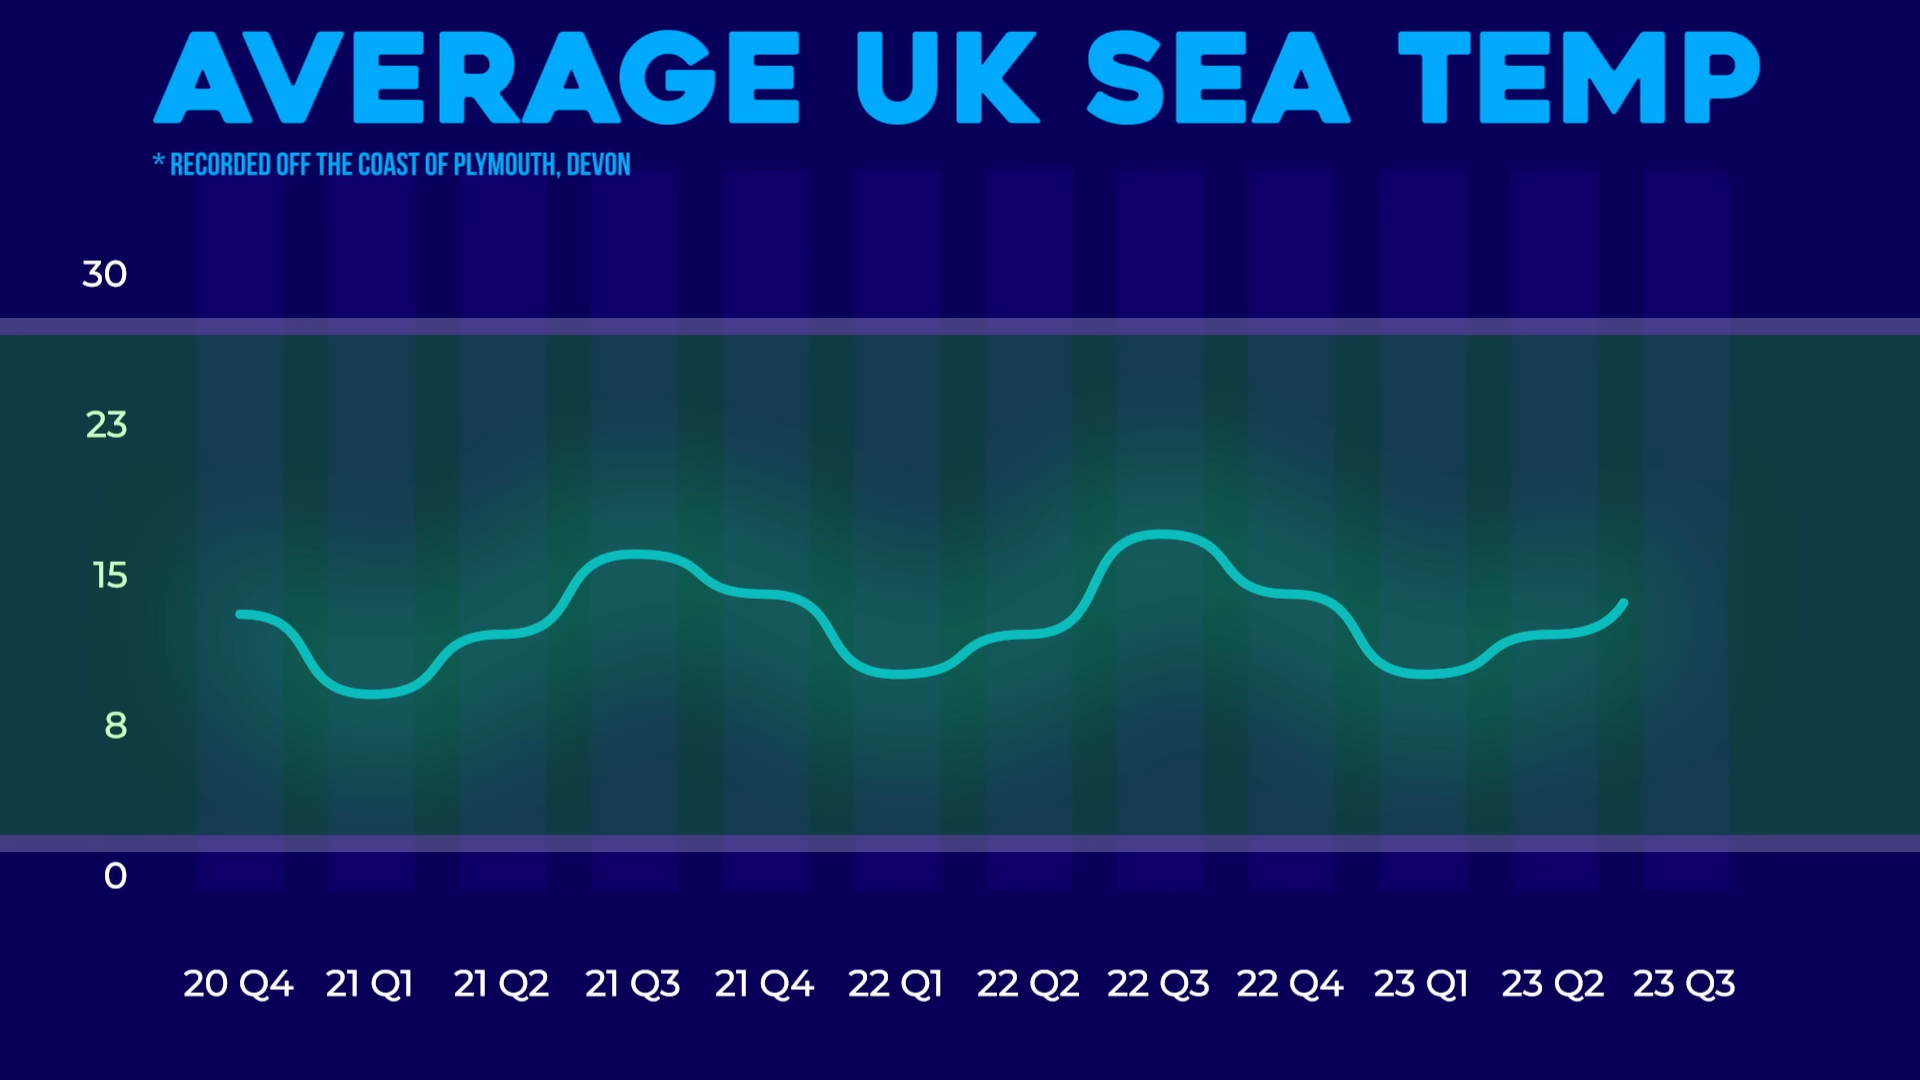 AVERAGE UK SEA TEMP
* RECORDED OFF THE COAST OF PLYMOUTH, DEVON
30
23
15
8
0
20 Q4 21 Q1 21 Q2 21 Q3 21 Q4 22 Q1 22 Q2 22 Q3 22 Q4 23 Q1 23 Q2 23 Q3